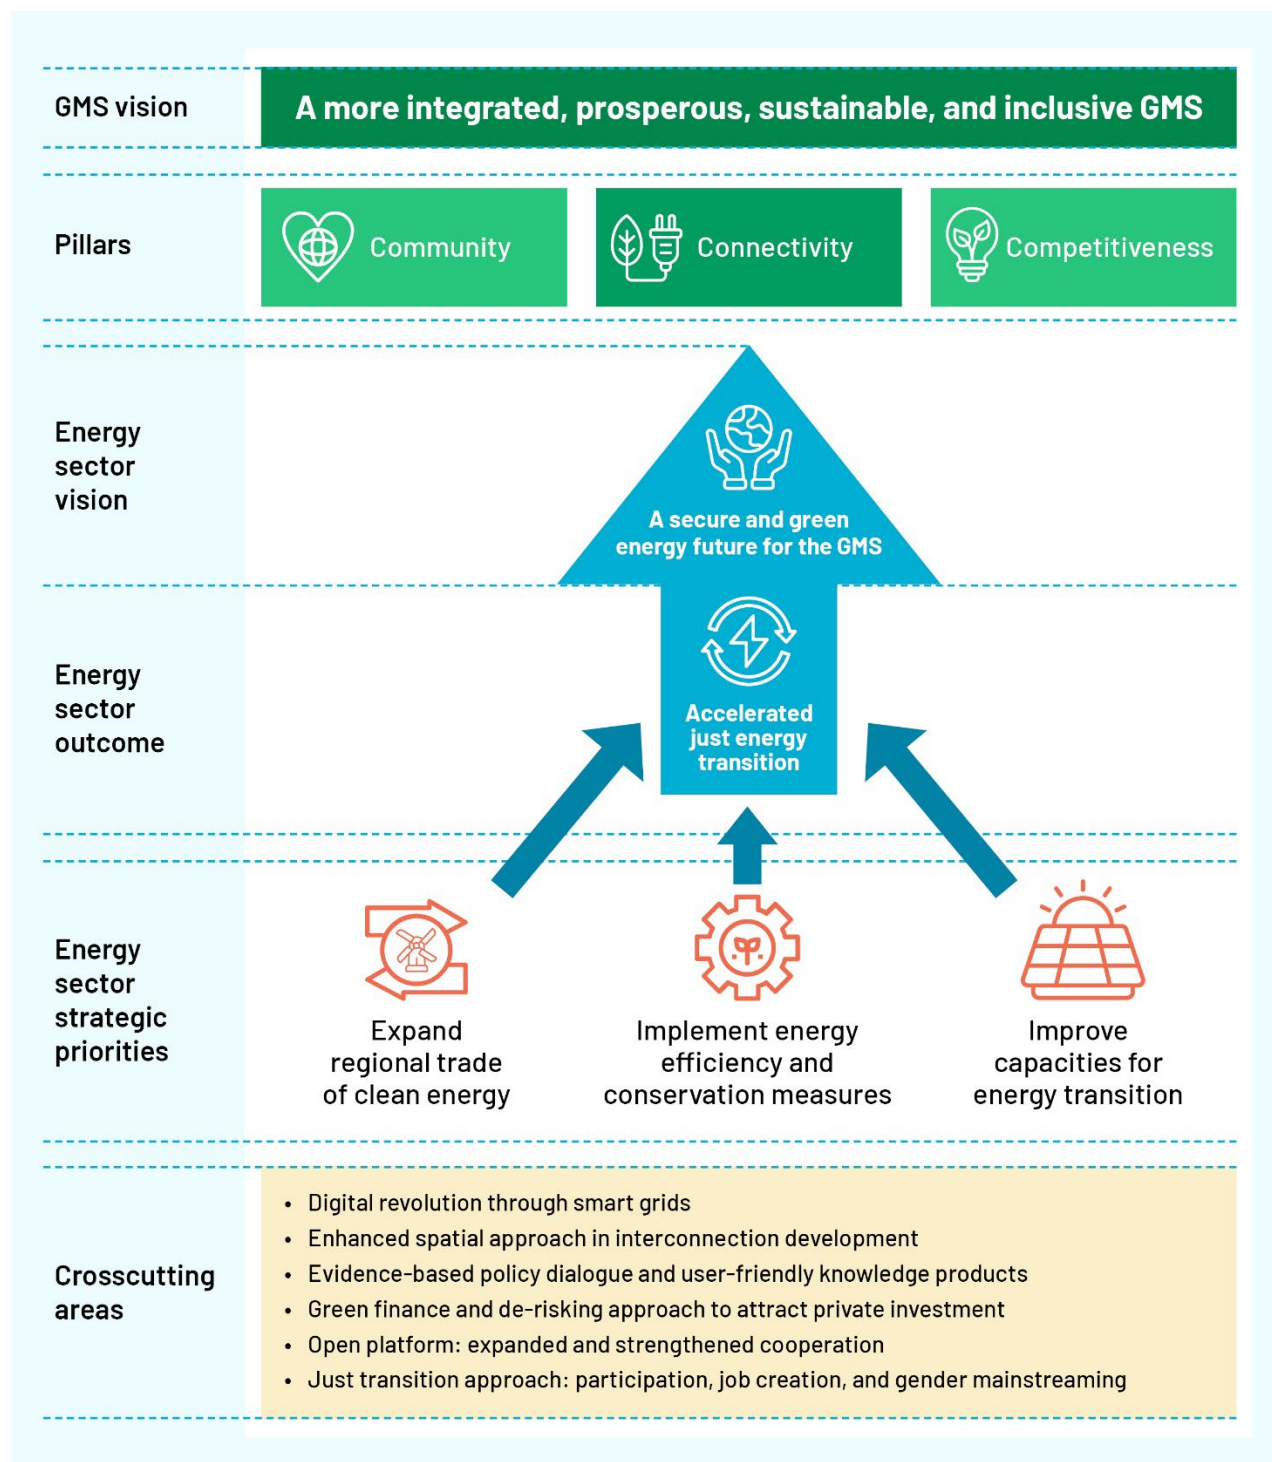 GMS vision
A more integrated, prosperous, sustainable, and inclusive GMS
Pillars
Community
Connectivity
Competitiveness
Energy
sector
vision
A secure and green
energy future for the GMS
Energy
sector
outcome
Accelerated
just energy
transition
Energy
sector
strategic
priorities
Expand
regional trade
of clean energy
Implement energy
efficiency and
conservation measures
Improve
capacities for
energy transition
Crosscutting
areas
• Digital revolution through smart grids
• Enhanced spatial approach in interconnection development
• Evidence-based policy dialogue and user-friendly knowledge products
• Green finance and de-risking approach to attract private investment
• Open platform: expanded and strengthened cooperation
• Just transition approach: participation, job creation, and gender mainstreaming